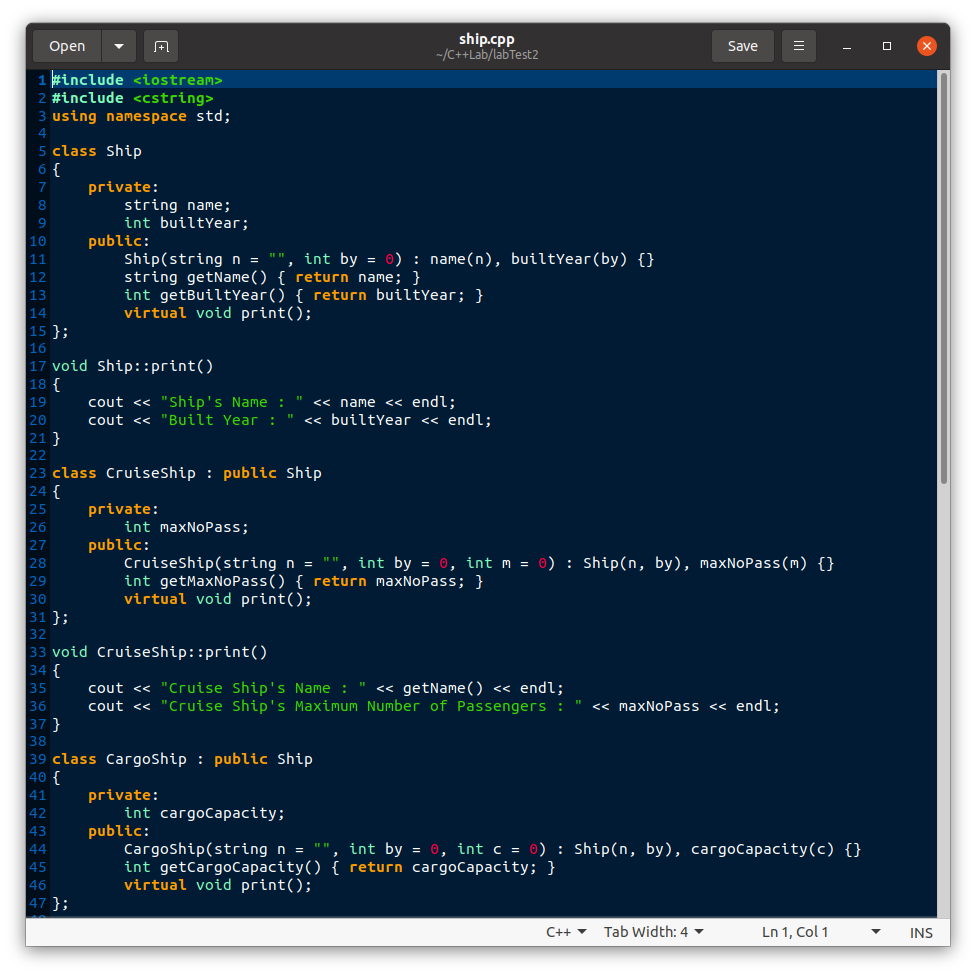 Open
ship.cpp
~/C++Lab/labTest2
Save
1 #include <iostream>
2 #include <cstring>
3 using namespace std;
4
5 class Ship
6 {
7     private:
8         string name;
9         int builtYear;
10     public:
11         Ship(string n = "", int by = 0) : name(n), builtYear(by) {}
12         string getName() { return name; }
13         int getBuiltYear() { return builtYear; }
14         virtual void print();
15 };
16
17 void Ship::print()
18 {
19     cout << "Ship's Name : " << name << endl;
20     cout << "Built Year : " << builtYear << endl;
21 }
22
23 class CruiseShip : public Ship
24 {
25     private:
26         int maxNoPass;
27     public:
28         CruiseShip(string n = "", int by = 0, int m = 0) : Ship(n, by), maxNoPass(m) {}
29         int getMaxNoPass() { return maxNoPass; }
30         virtual void print();
31 };
32
33 void CruiseShip::print()
34 {
35     cout << "Cruise Ship's Name : " << getName() << endl;
36     cout << "Cruise Ship's Maximum Number of Passengers : " << maxNoPass << endl;
37 }
38
39 class CargoShip : public Ship
40 {
41     private:
42         int cargoCapacity;
43     public:
44         CargoShip(string n = "", int by = 0, int c = 0) : Ship(n, by), cargoCapacity(c) {}
45         int getCargoCapacity() { return cargoCapacity; }
46         virtual void print();
47 };
C++
Tab Width: 4
Ln 1, Col 1
INS